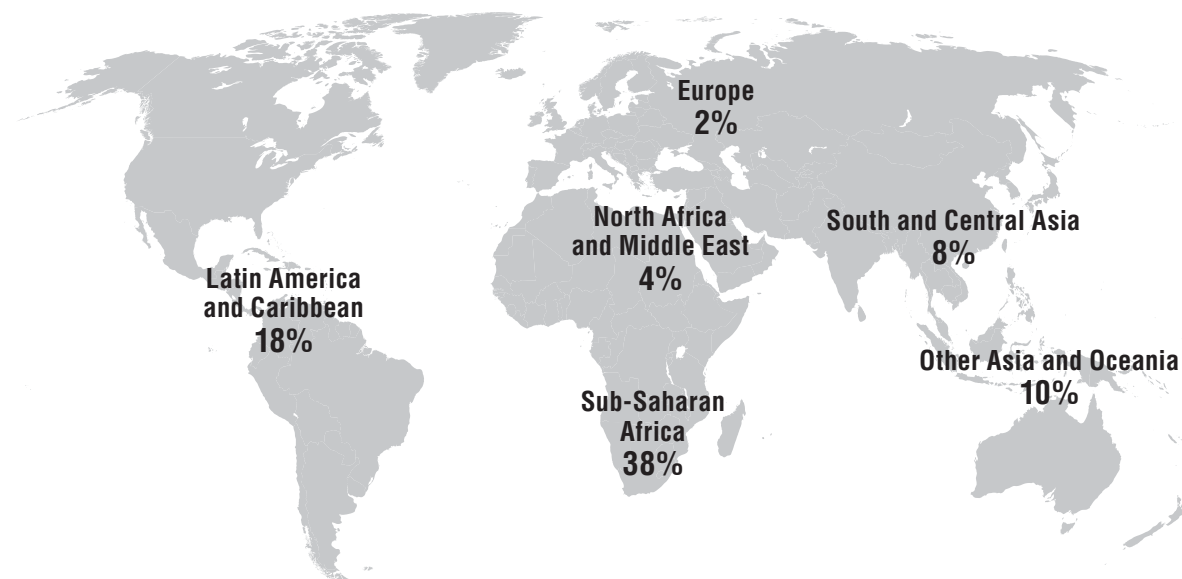 Europe
2%
North Africa
and Middle East
4%
South and Central Asia
8%
Latin America
and Caribbean
18%
Other Asia and Oceania
10%
Sub-Saharan
Africa
38%